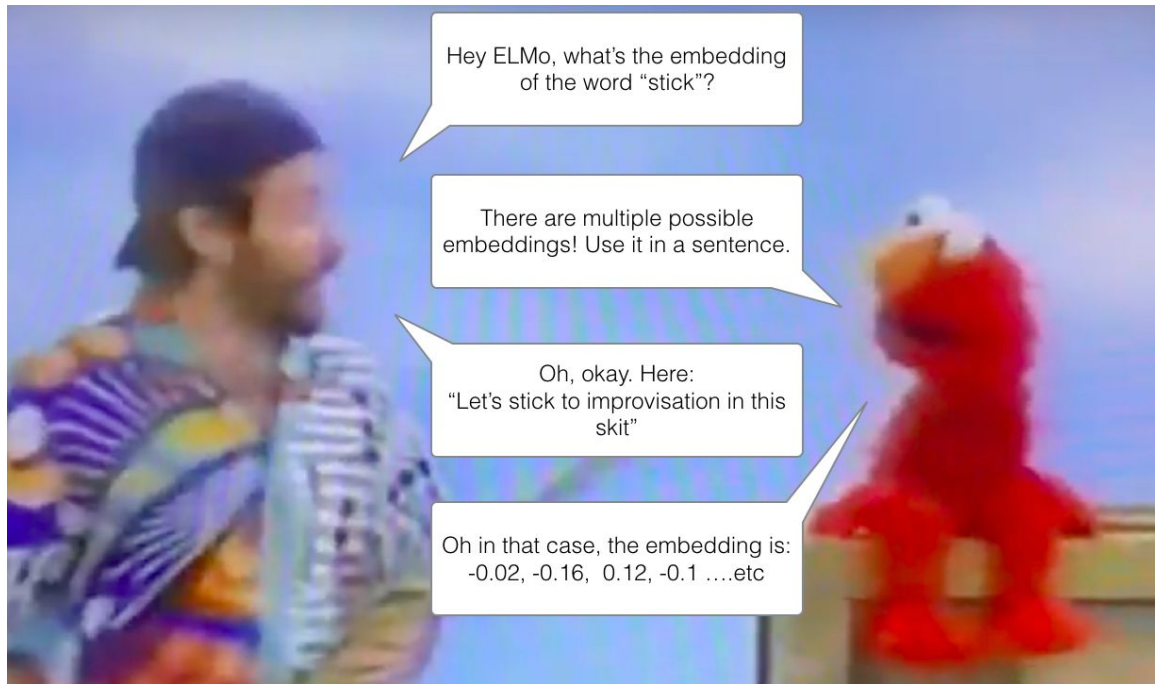 Hey ELMo, what’s the embedding
of the word “stick”?
There are multiple possible
embeddings! Use it in a sentence.
Oh, okay. Here:
“Let’s stick to improvisation in this
skit”
Oh in that case, the embedding is:
-0.02, -0.16,  0.12, -0.1 ….etc